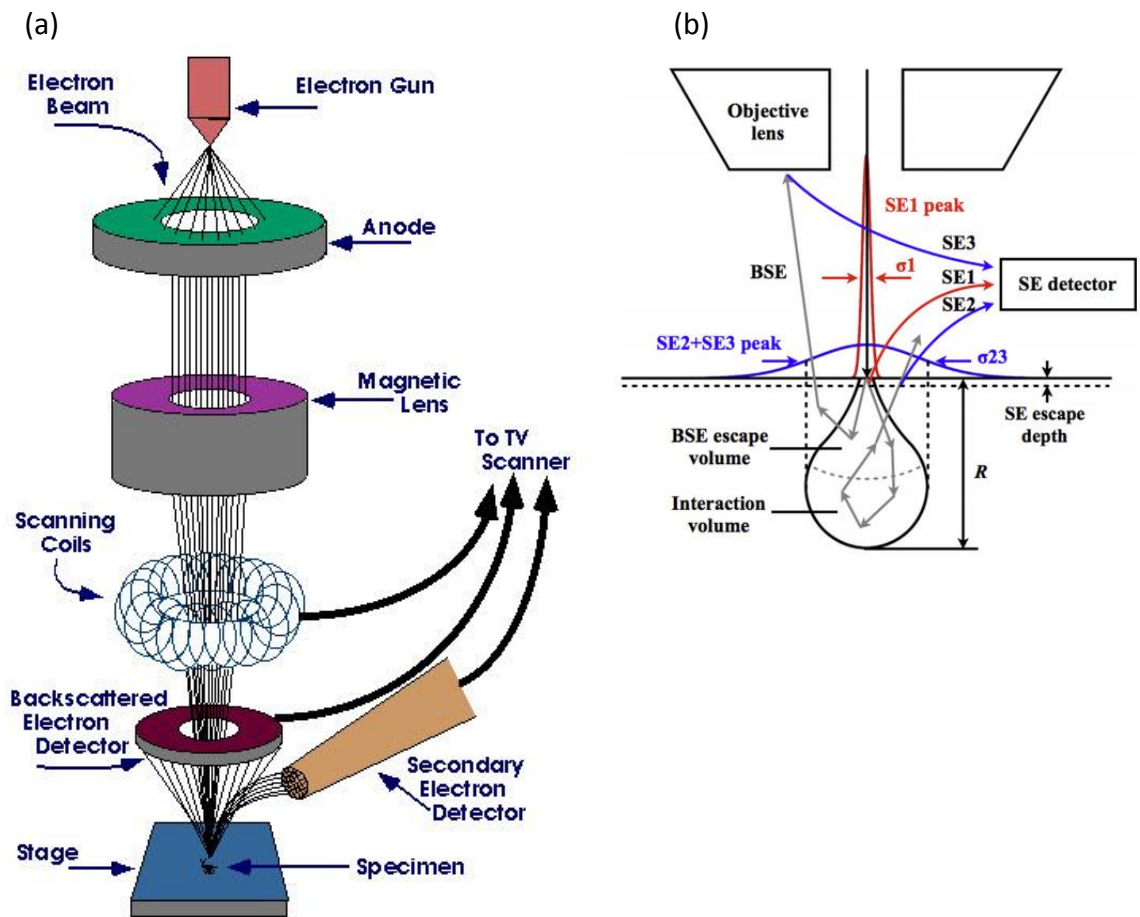 (a)
Electron
Beam
Electron Gun
Anode
Magnetic
Lens
To TV
Scanner
Scanning
Coils
Backscattered
Electron
Detector
Secondary
Electron
Detector
Stage
Specimen
(b)
Objective
lens
SE1 peak
SE3
BSE
σ1
SE1
SE detector
SE2
SE2+SE3 peak
σ23
SE escape
depth
BSE escape
volume
R
Interaction
volume